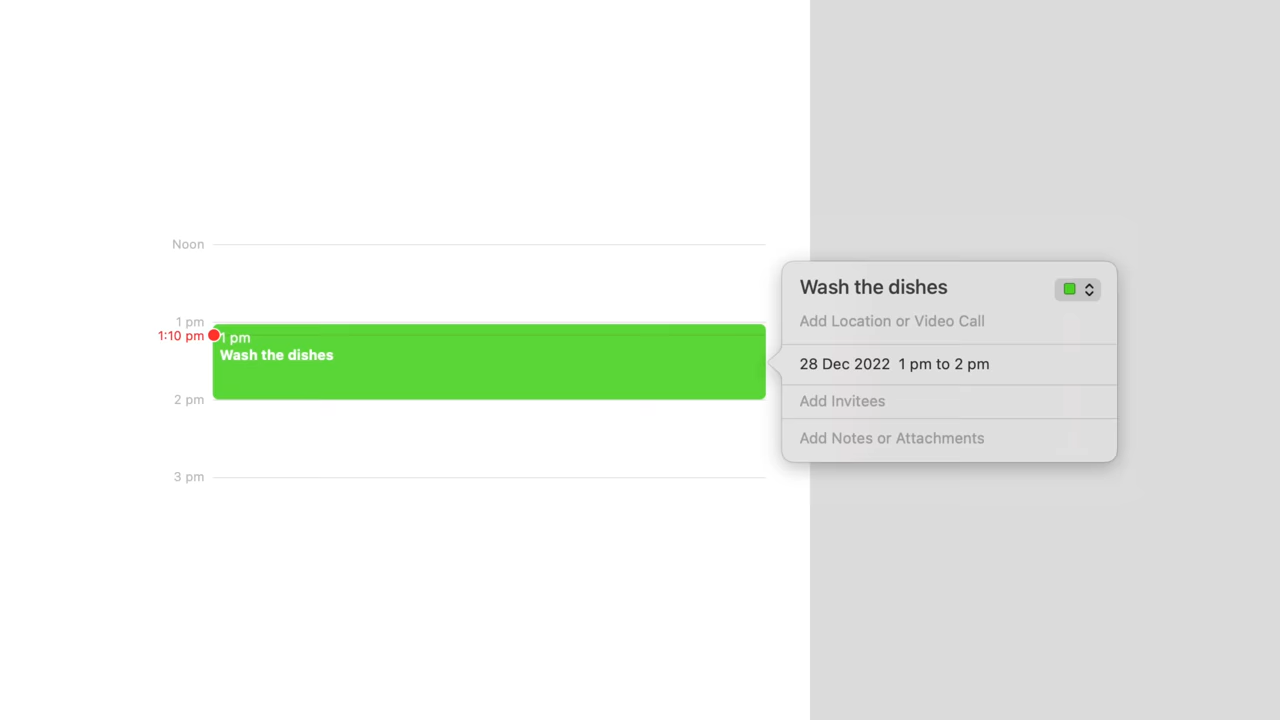 Noon
1 pm
1:10 pm
1 pm
Wash the dishes
2 pm
3 pm
Wash the dishes
Add Location or Video Call
28 Dec 2022 1 pm to 2 pm
Add Invitees
Add Notes or Attachments